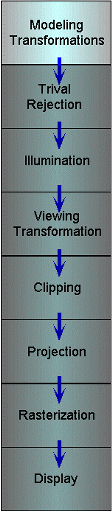 Modeling
Transformations
Trival
Rejection
Illumination
Viewing
Transformation
Clipping
Projection
Rasterization
Display